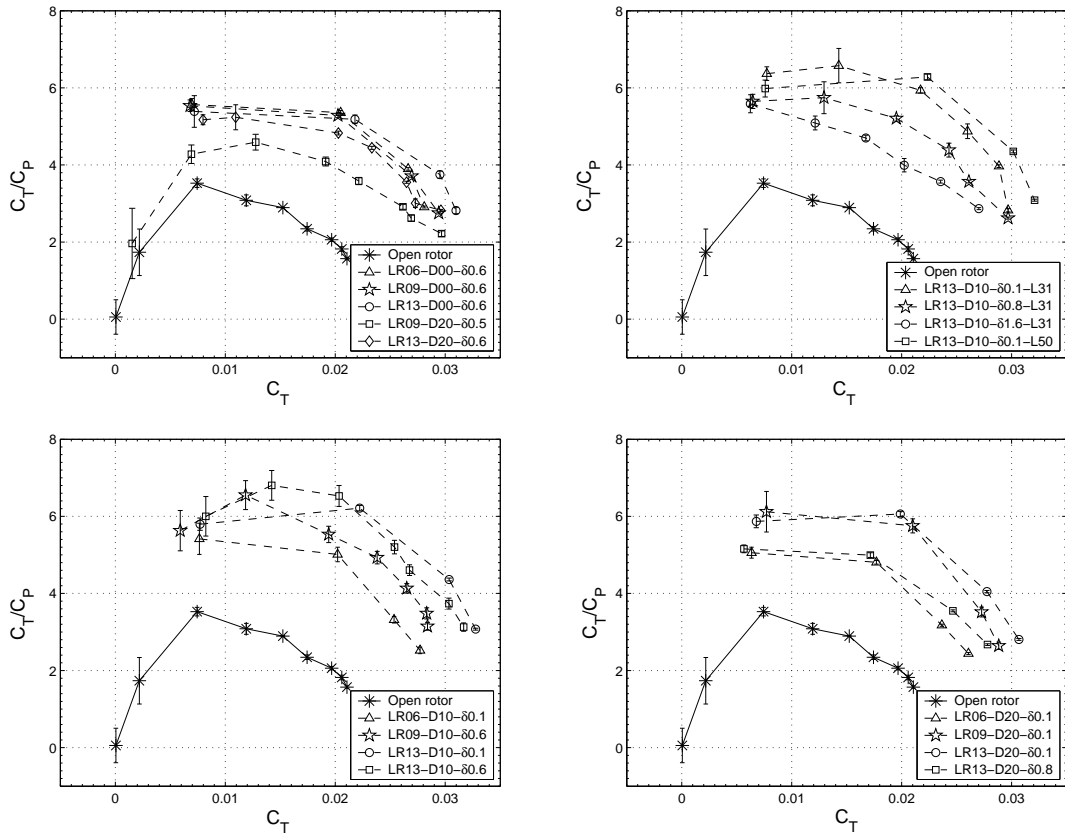 8
6
4
2
0
C_T/C_P
0 0.01 0.02 0.03
C_T
Open rotor
LR06−D00−δ0.6
LR09−D00−δ0.6
LR13−D00−δ0.6
LR09−D20−δ0.5
LR13−D20−δ0.6
8
6
4
2
0
C_T/C_P
0 0.01 0.02 0.03
C_T
Open rotor
LR13−D10−δ0.1−L31
LR13−D10−δ0.8−L31
LR13−D10−δ1.6−L31
LR13−D10−δ0.1−L50
8
6
4
2
0
C_T/C_P
0 0.01 0.02 0.03
C_T
Open rotor
LR06−D10−δ0.1
LR09−D10−δ0.6
LR13−D10−δ0.1
LR13−D10−δ0.6
8
6
4
2
0
C_T/C_P
0 0.01 0.02 0.03
C_T
Open rotor
LR06−D20−δ0.1
LR09−D20−δ0.1
LR13−D20−δ0.1
LR13−D20−δ0.8